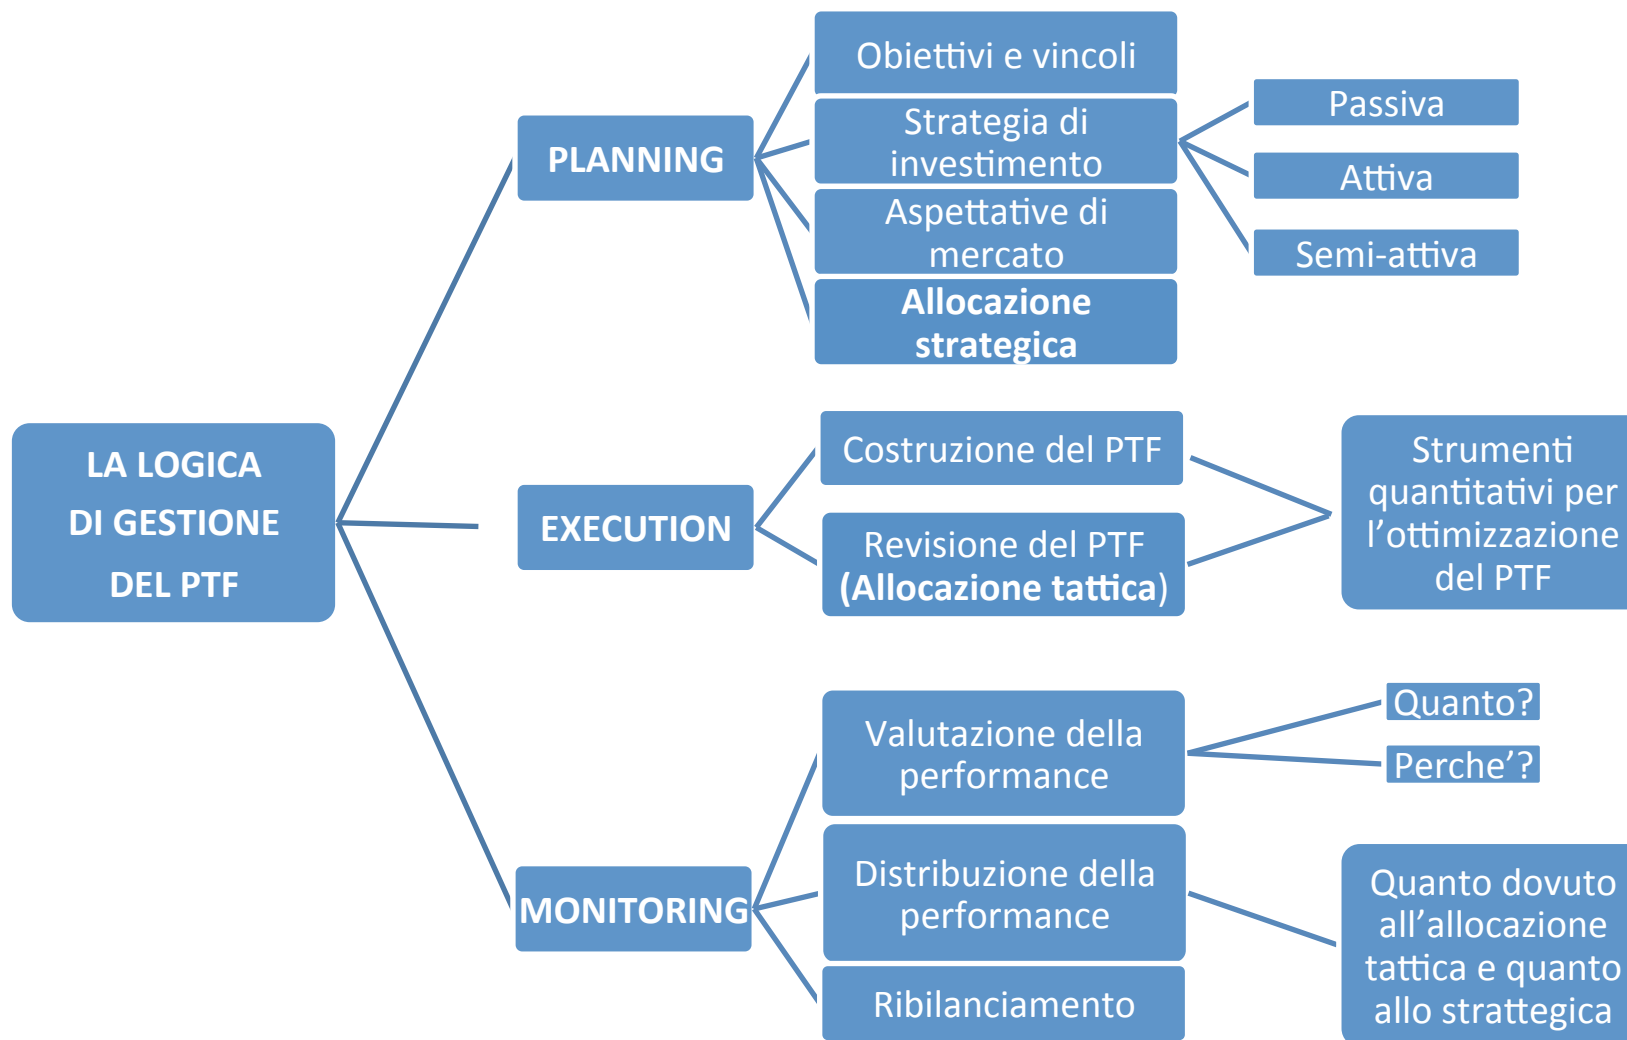 LA LOGICA
DI GESTIONE
DEL PTF
PLANNING
Obiettivi e vincoli
Strategia di
investimento
Aspettative di
mercato
Allocazione
strategica
Passiva
Attiva
Semi-attiva
EXECUTION
Costruzione del PTF
Revisione del PTF
(Allocazione tattica)
Strumenti
quantitativi per
l’ottimizzazione
del PTF
MONITORING
Valutazione della
performance
Quanto?
Perche’?
Distribuzione della
performance
Quanto dovuto
all’allocazione
tattica e quanto
allo strattegica
Ribilanciamento